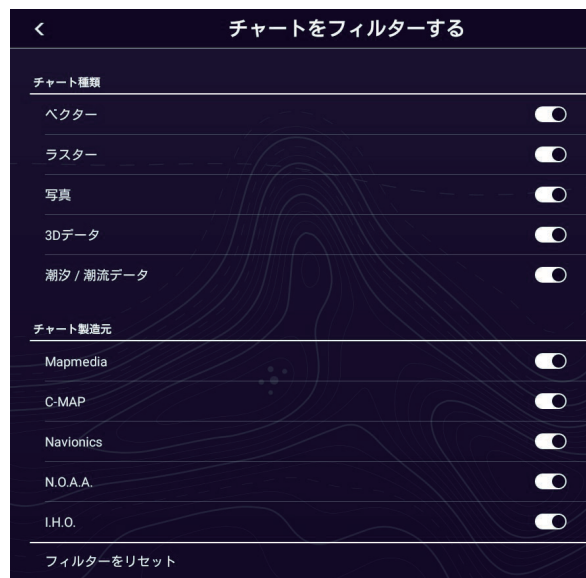 チャートをフィルターする
チャート種類
ベクター
ラスター
写真
3Dデータ
潮汐 / 潮流データ
チャート製造元
Mapmedia
C-MAP
Navionics
N.O.A.A.
I.H.O.
フィルターをリセット